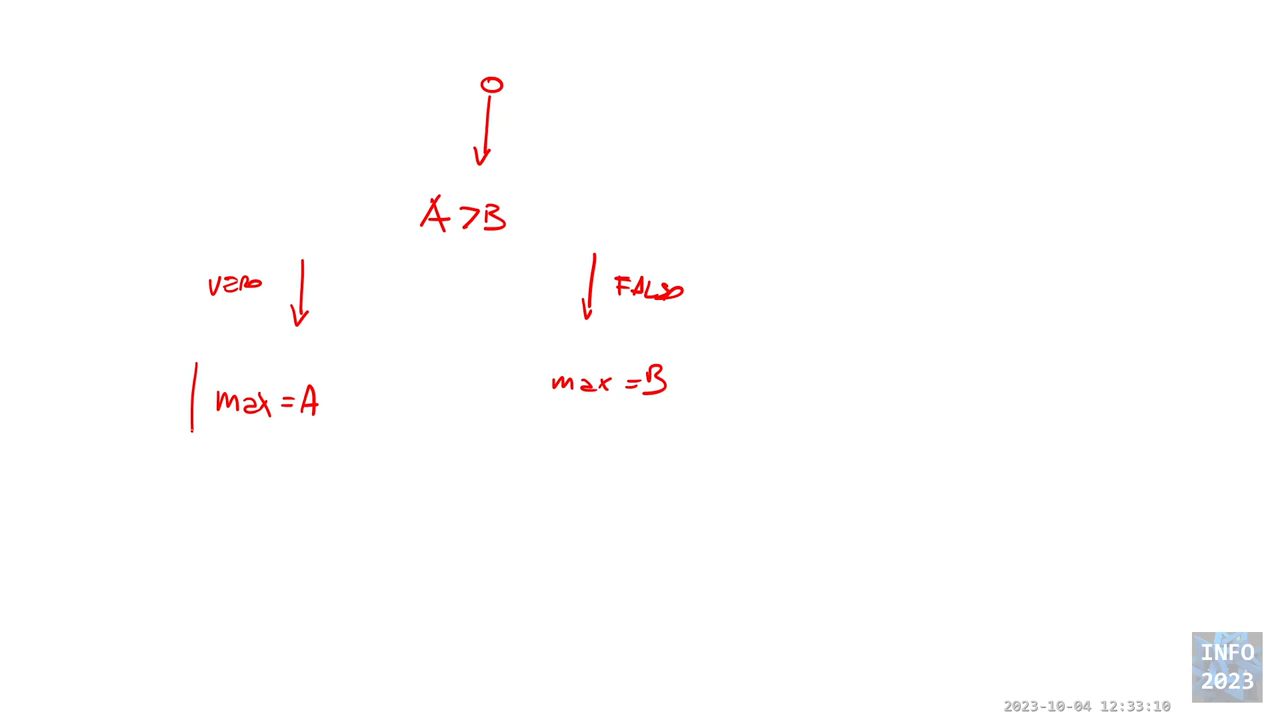 A > B
VERO
FALSO
max = A
max = B
INFO
2023
2023-10-04 12:33:10